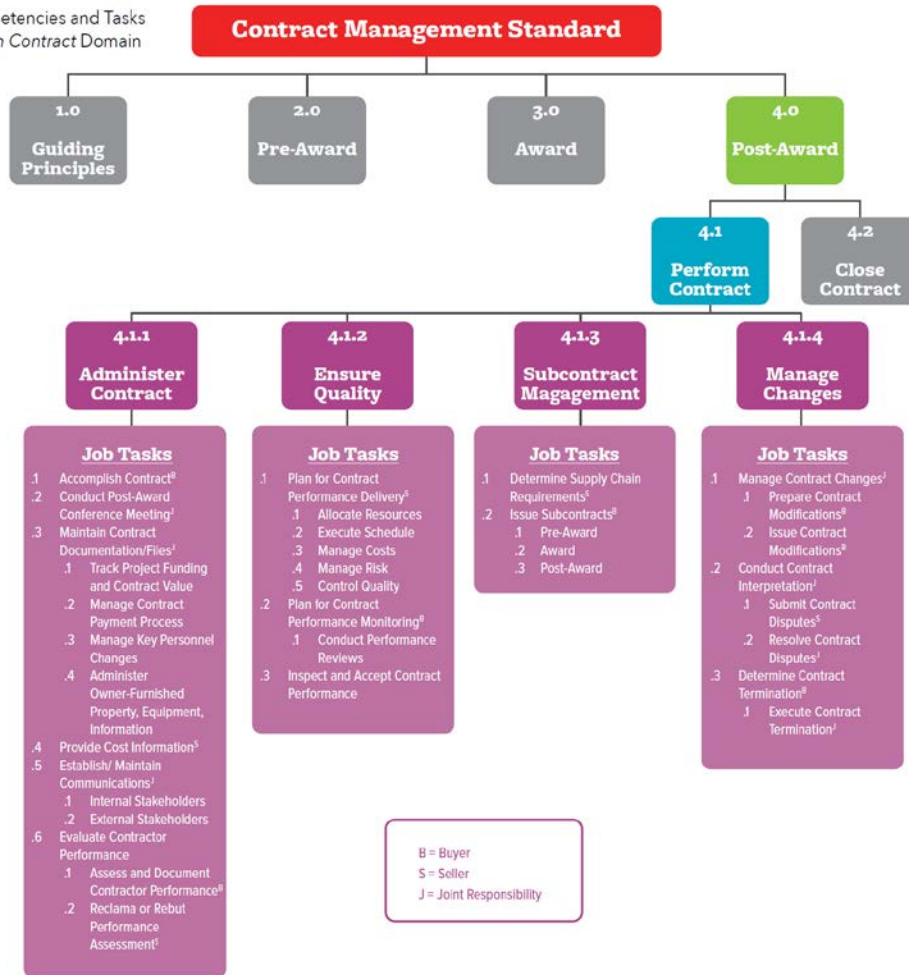 etencies and Tasks
Contract Domain
Contract Management Standard
1.0
Guiding
Principles
2.0
Pre-Award
3.0
Award
4.0
Post-Award
4.1
Perform
Contract
4.2
Close
Contract
4.1.1
Administer
Contract
4.1.2
Ensure
Quality
4.1.3
Subcontract
Magagement
4.1.4
Manage
Changes
Job Tasks
.1 Accomplish Contractᴮ
.2 Conduct Post-Award
Conference Meetingᴶ
.3 Maintain Contract
Documentation/Filesᴶ
.1 Track Project Funding
and Contract Value
.2 Manage Contract
Payment Process
.3 Manage Key Personnel
Changes
.4 Administer
Owner-Furnished
Property, Equipment,
Information
.4 Provide Cost Informationˢ
.5 Establish/ Maintain
Communicationsᴶ
.1 Internal Stakeholders
.2 External Stakeholders
.6 Evaluate Contractor
Performance
.1 Assess and Document
Contractor Performanceᴮ
.2 Reclama or Rebut
Performance
Assessmentˢ
Job Tasks
.1 Plan for Contract
Performance Deliveryˢ
.1 Allocate Resources
.2 Execute Schedule
.3 Manage Costs
.4 Manage Risk
.5 Control Quality
.2 Plan for Contract
Performance Monitoringᴮ
.1 Conduct Performance
Reviews
.3 Inspect and Accept Contract
Performance
Job Tasks
.1 Determine Supply Chain
Requirementsˢ
.2 Issue Subcontractsᴮ
.1 Pre-Award
.2 Award
.3 Post-Award
Job Tasks
.1 Manage Contract Changesᴶ
.1 Prepare Contract
Modificationsᴮ
.2 Issue Contract
Modificationsᴮ
.2 Conduct Contract
Interpretationᴶ
.1 Submit Contract
Disputesˢ
.2 Resolve Contract
Disputesᴶ
.3 Determine Contract
Terminationᴮ
.1 Execute Contract
Terminationᴶ
B = Buyer
S = Seller
J = Joint Responsibility